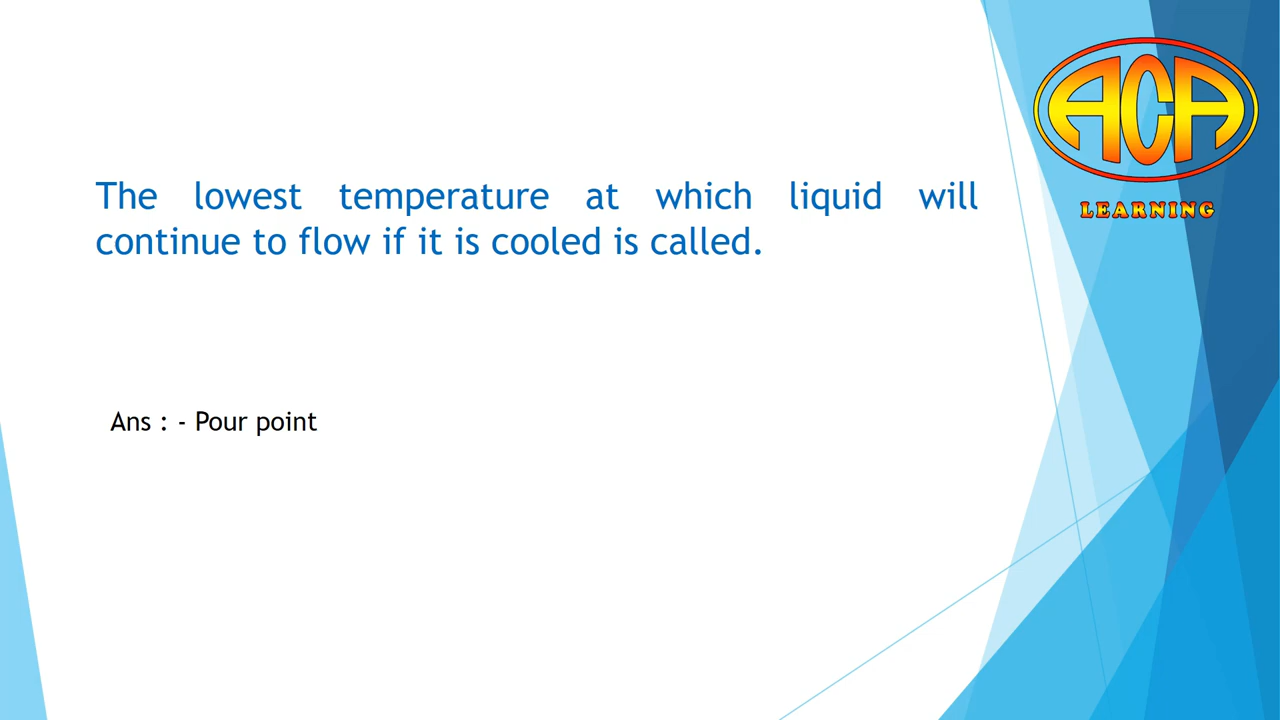 ACA
LEARNING
The lowest temperature at which liquid will
continue to flow if it is cooled is called.
Ans : - Pour point